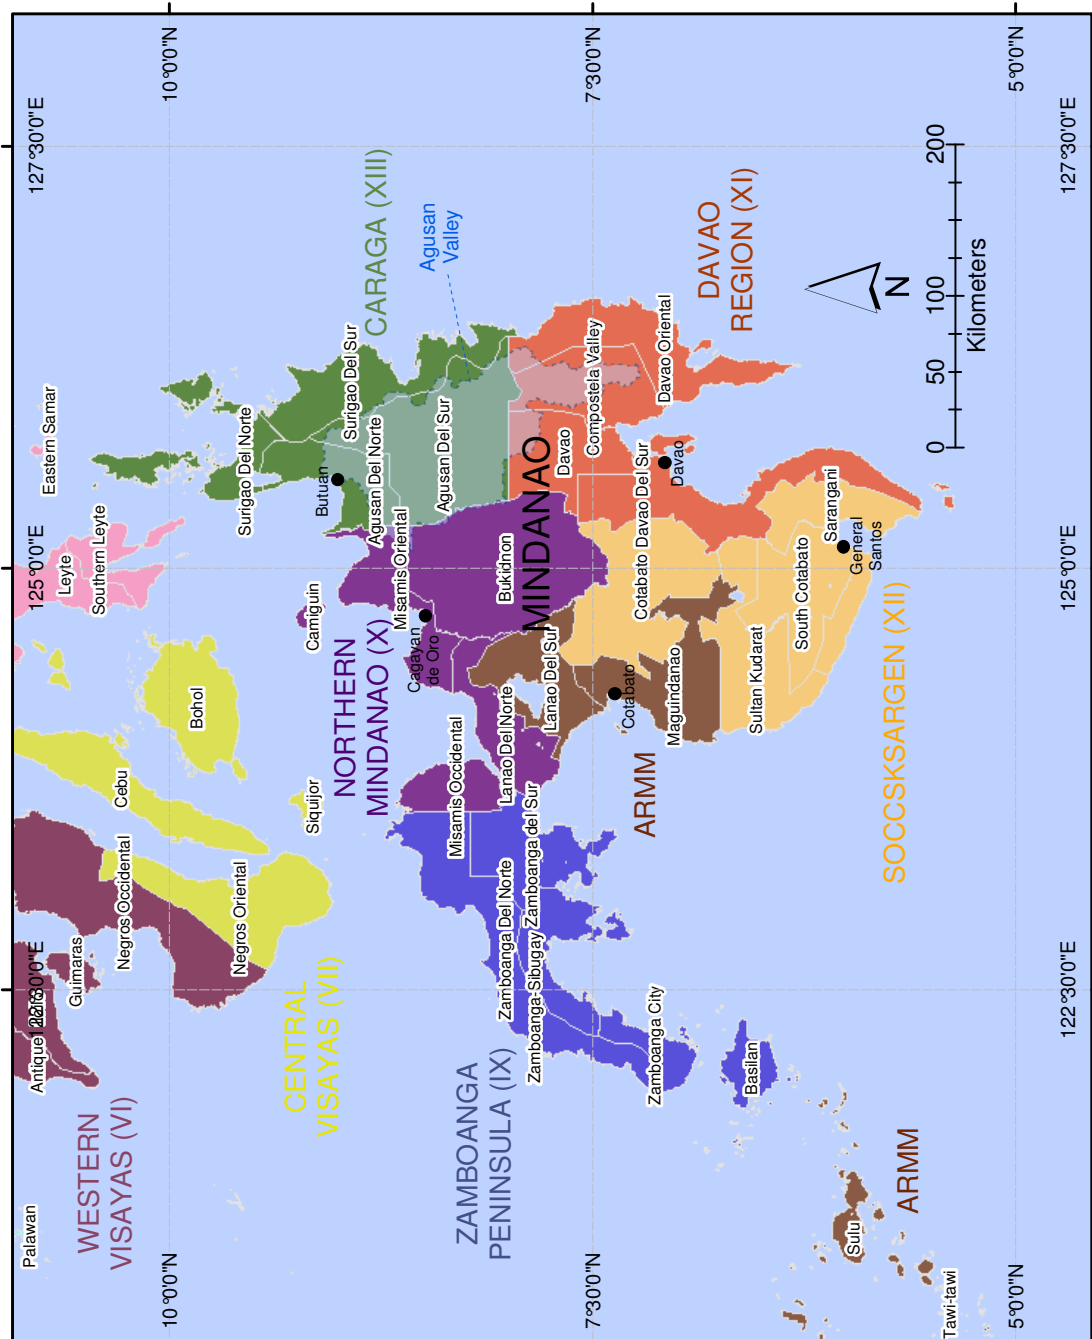 122°30'0"E
125°0'0"E
127°30'0"E
Palawan
Antique
Guimaras
Leyte
Eastern Samar
WESTERN
VISAYAS (VI)
Negros Occidental
Cebu
Southern Leyte
10°0'0"N
10°0'0"N
Bohol
Negros Oriental
Surigao Del Norte
CENTRAL
VISAYAS (VII)
Siquijor
Camiguin
Butuan
NORTHERN
MINDANAO (X)
Surigao Del Sur
CARAGA (XIII)
Agusan Del Norte
Misamis Oriental
Cagayan
de Oro
Agusan
Valley
Agusan Del Sur
Misamis Occidental
ZAMBOANGA
PENINSULA (IX)
Zamboanga Del Norte
Lanao Del Norte
Bukidnon
Zamboanga-Sibugay
Zamboanga del Sur
MINDANAO
Lanao Del Sur
Davao
Compostela Valley
7°30'0"N
7°30'0"N
Cotabato
Cotabato
Davao Del Sur
ARMM
Zamboanga City
Davao Oriental
Maguindanao
Davao
DAVAO
REGION (XI)
Basilan
Sultan Kudarat
South Cotabato
Sarangani
General
Santos
Sulu
SOCCSKSARGEN (XII)
N
ARMM
0
50
100
200
Kilometers
Tawi-tawi
5°0'0"N
5°0'0"N
122°30'0"E
125°0'0"E
127°30'0"E